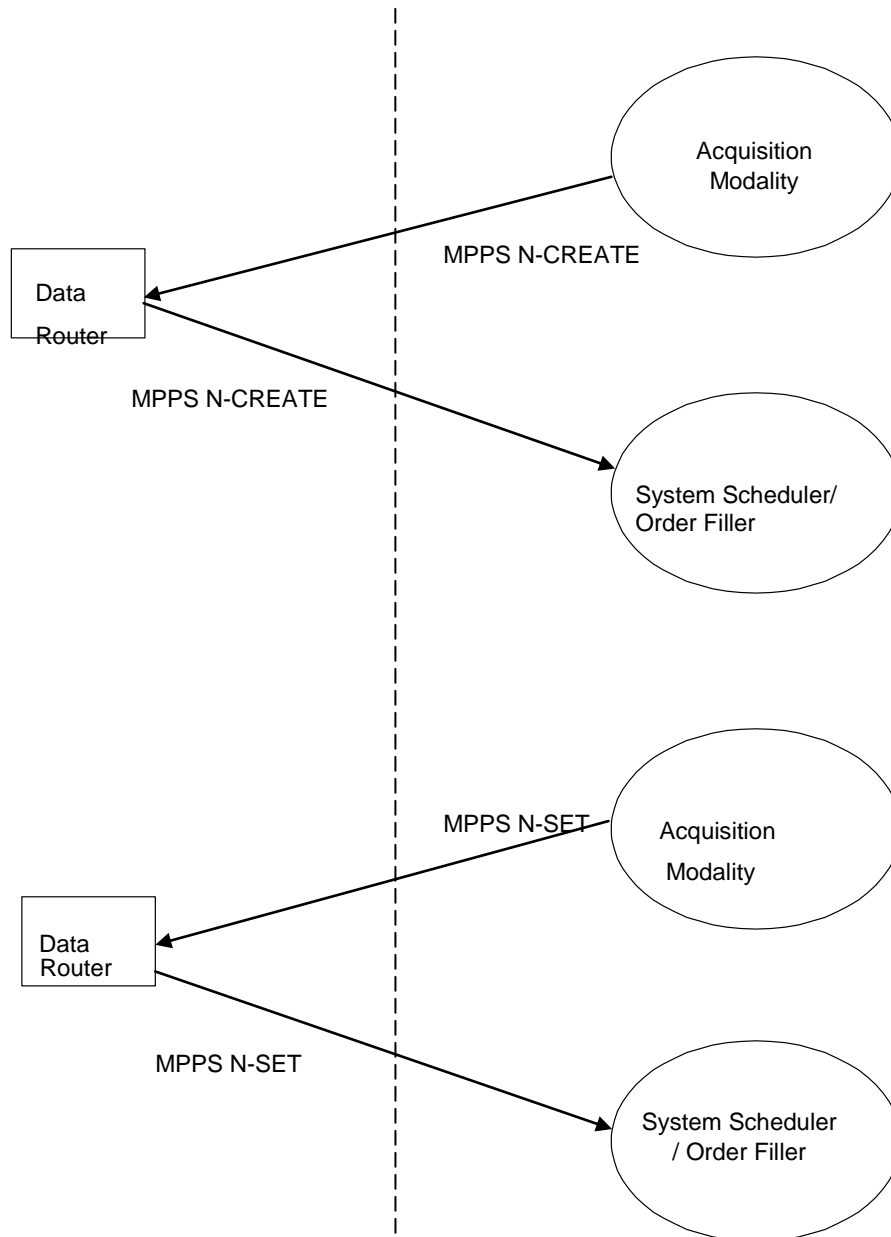 Acquisition
Modality
MPPS N-CREATE
Data
Router
MPPS N-CREATE
System Scheduler/
Order Filler
MPPS N-SET
Acquisition
Modality
Data
Router
MPPS N-SET
System Scheduler
/ Order Filler